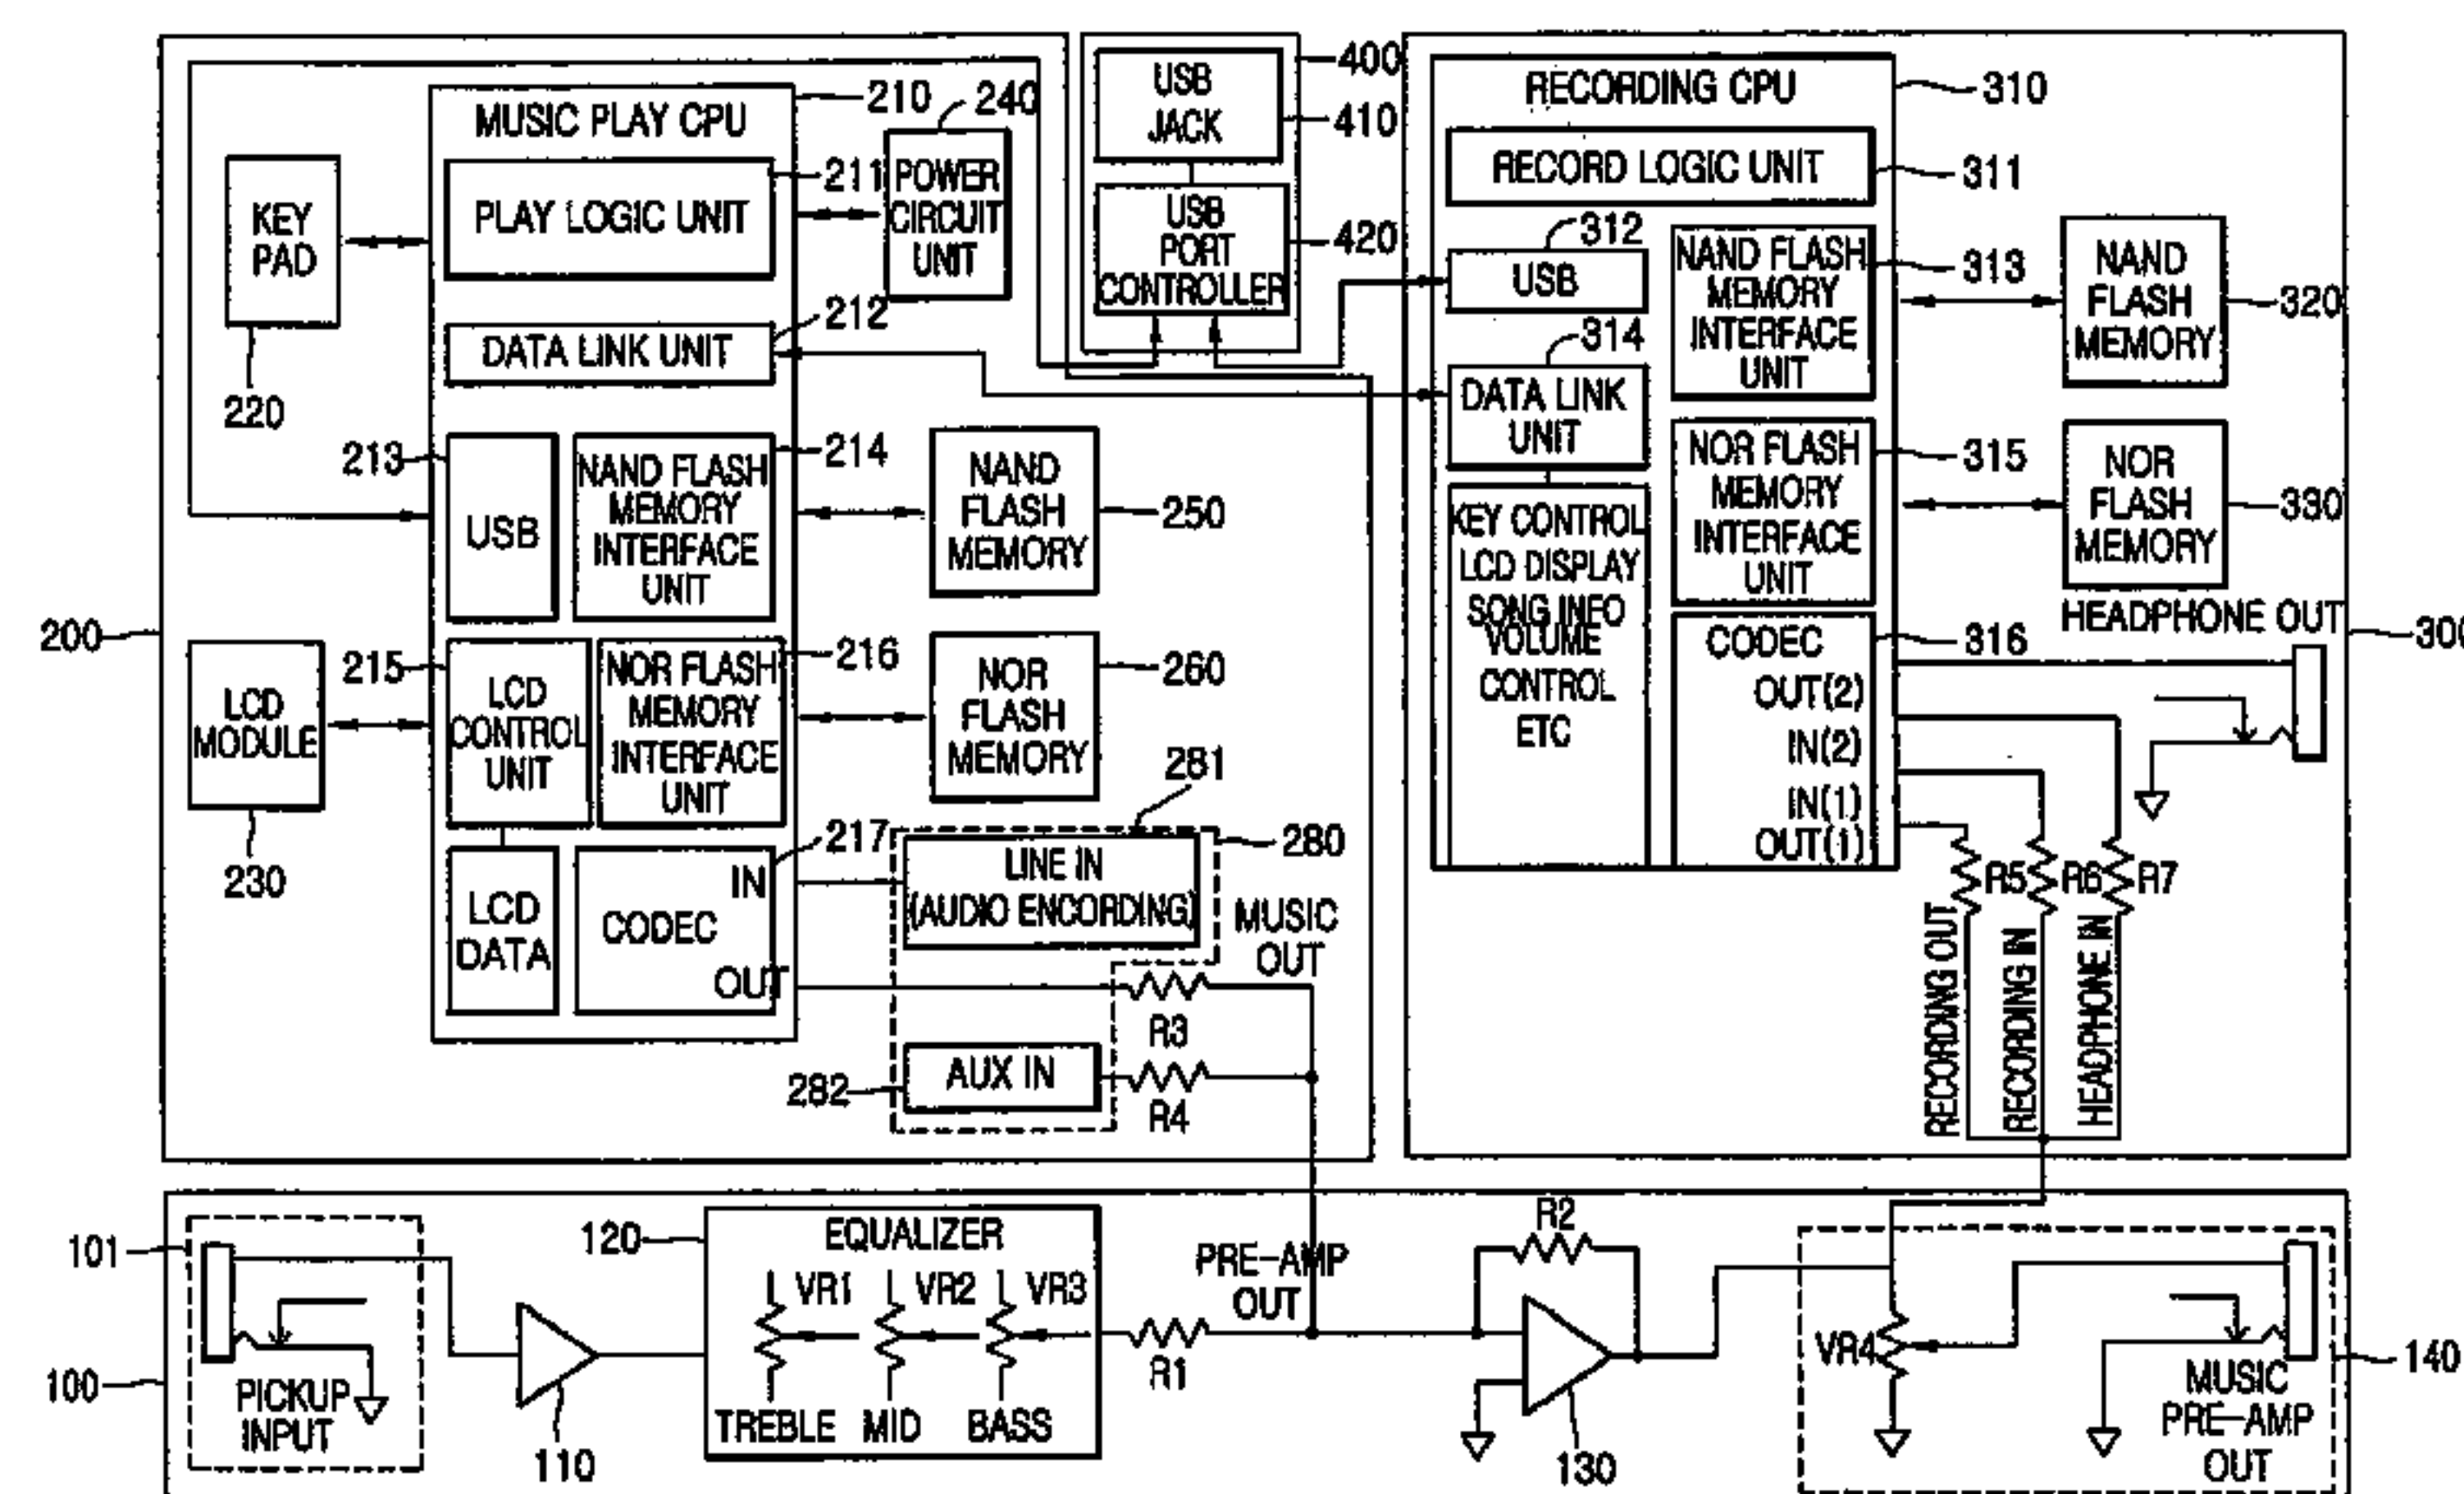 200
MUSIC PLAY CPU
210
PLAY LOGIC UNIT
211
240
POWER
CIRCUIT
UNIT
KEY
PAD
220
DATA LINK UNIT
212
213
USB
NAND FLASH
MEMORY
INTERFACE
UNIT
214
NAND
FLASH
MEMORY
250
LCD
MODULE
230
215
LCD
CONTROL
UNIT
NOR FLASH
MEMORY
INTERFACE
UNIT
216
NOR
FLASH
MEMORY
260
LCD
DATA
CODEC
IN
OUT
217
281
280
LINE IN
(AUDIO ENCORDING)
MUSIC
OUT
R3
282
AUX IN
R4
400
USB
JACK
410
USB
PORT
CONTROLLER
420
RECORDING CPU
310
RECORD LOGIC UNIT
311
312
USB
NAND FLASH
MEMORY
INTERFACE
UNIT
313
NAND
FLASH
MEMORY
320
314
DATA LINK
UNIT
NOR FLASH
MEMORY
INTERFACE
UNIT
315
NOR
FLASH
MEMORY
330
KEY CONTROL
LCD DISPLAY
SONG INFO
VOLUME
CONTROL
ETC
CODEC
316
OUT(2)
IN(2)
IN(1)
OUT(1)
HEADPHONE OUT
300
R5
R6
R7
RECORDING OUT
RECORDING IN
HEADPHONE IN
100
101
PICKUP
INPUT
110
120
EQUALIZER
VR1
VR2
VR3
TREBLE
MID
BASS
R1
PRE-AMP
OUT
R2
130
VR4
MUSIC
PRE-AMP
OUT
140